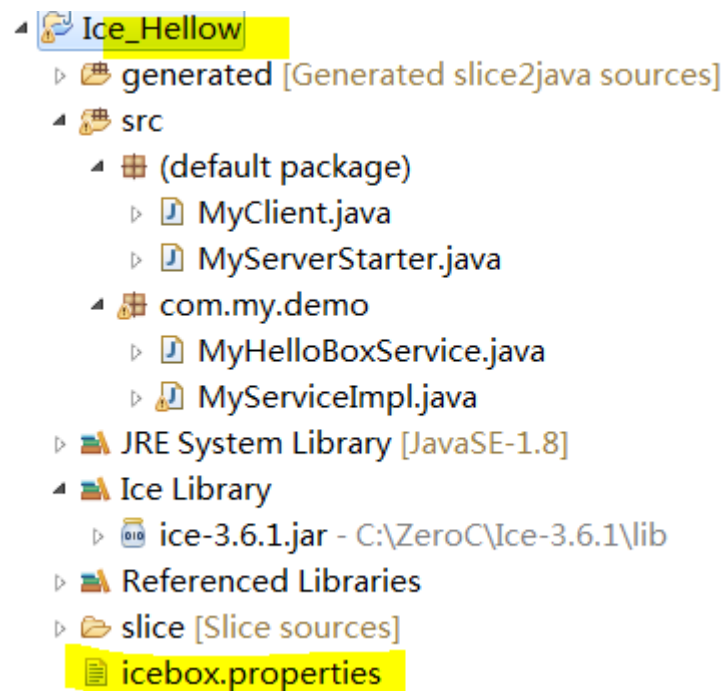 Ice_Hellow
generated [Generated slice2java sources]
src
(default package)
MyClient.java
MyServerStarter.java
com.my.demo
MyHelloBoxService.java
MyServiceImpl.java
JRE System Library [JavaSE-1.8]
Ice Library
ice-3.6.1.jar - C:\ZeroC\Ice-3.6.1\lib
Referenced Libraries
slice [Slice sources]
icebox.properties